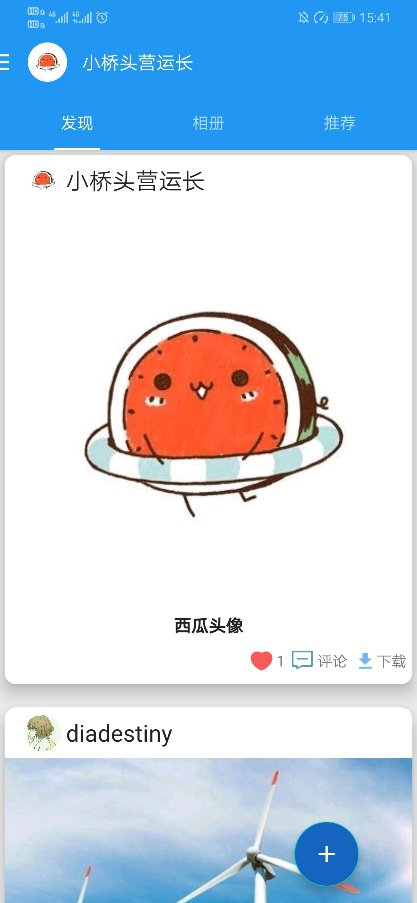 75 15:41
小桥头营运长
发现 相册 推荐
小桥头营运长
西瓜头像
1 评论 下载
diadestiny